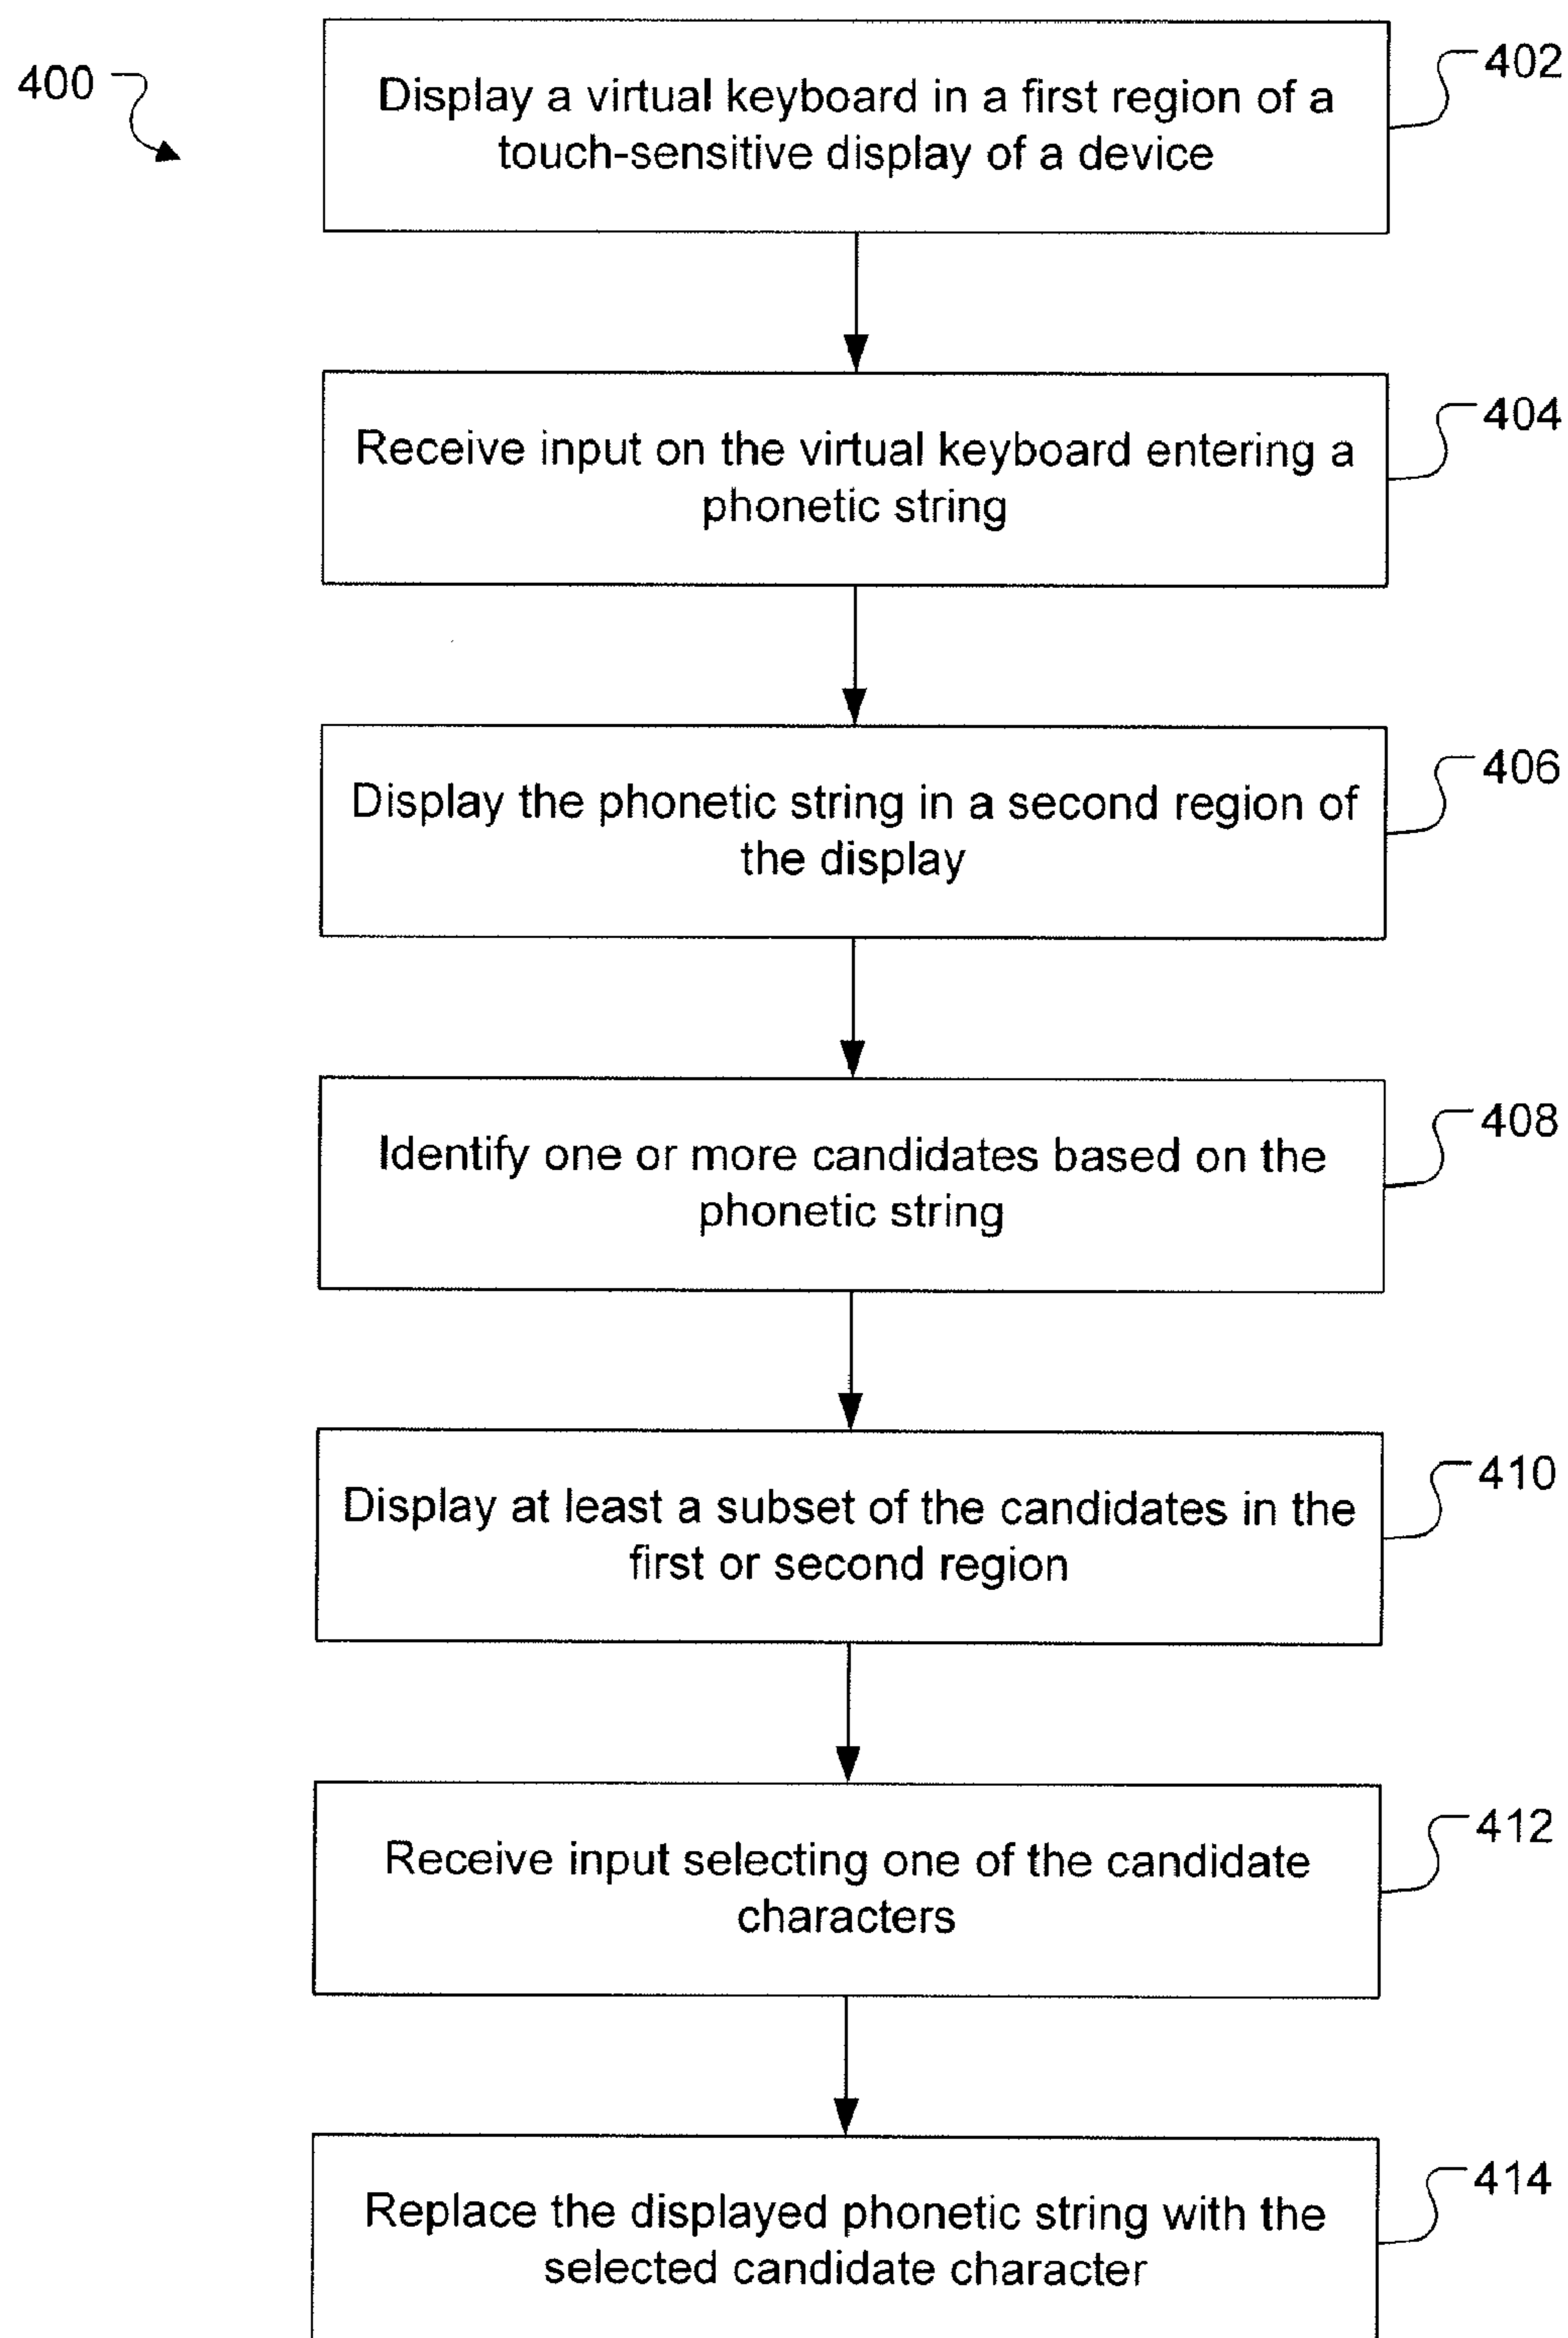 400
402
Display a virtual keyboard in a first region of a
touch-sensitive display of a device
404
Receive input on the virtual keyboard entering a
phonetic string
406
Display the phonetic string in a second region of
the display
408
Identify one or more candidates based on the
phonetic string
410
Display at least a subset of the candidates in the
first or second region
412
Receive input selecting one of the candidate
characters
414
Replace the displayed phonetic string with the
selected candidate character